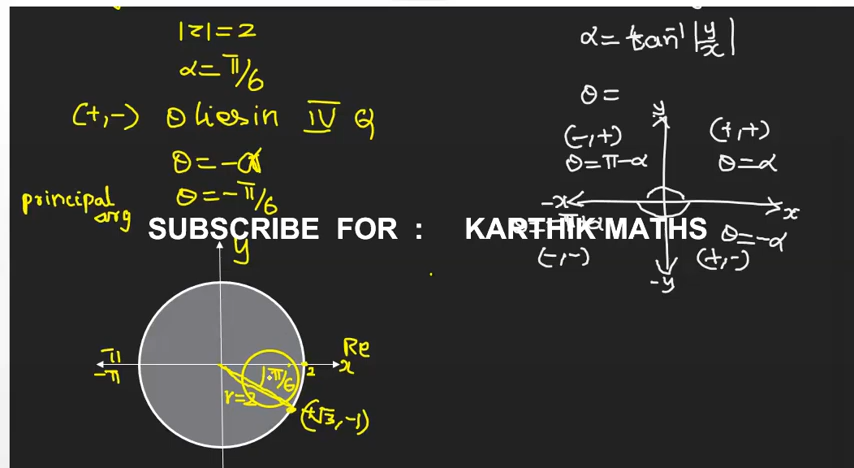 |z|=2
α=π/6
(+,-) θ lies in IV Q
θ=-α
principal arg θ=-π/6
α=tan⁻¹|y/x|
θ=
y
(-,+) (+,+)
θ=π-α θ=α
-x x
θ=-α
(-,-) (+,-)
-y
SUBSCRIBE FOR : KARTHIK MATHS
y
Re
π x
-π 2
π/6
r=2
(√3,-1)